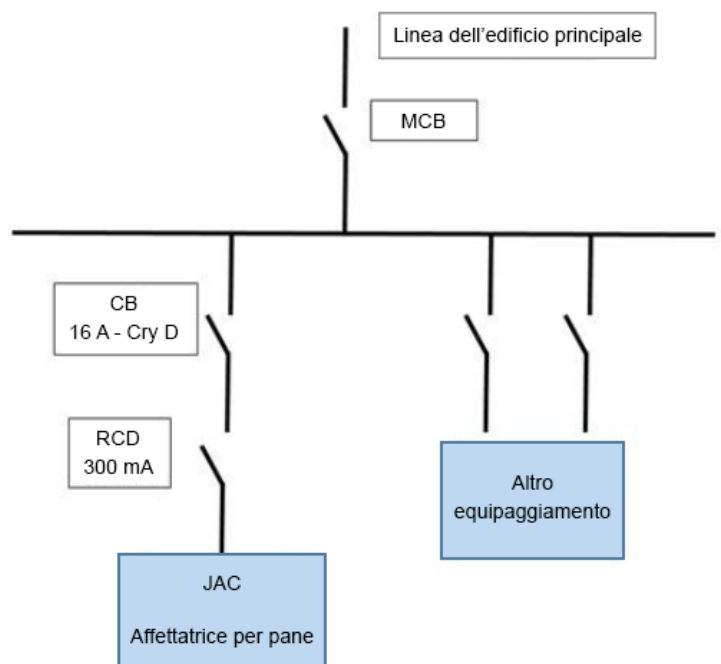 Linea dell'edificio principale
MCB
CB
16 A - Cry D
RCD
300 mA
Altro
equipaggiamento
JAC
Affettatrice per pane